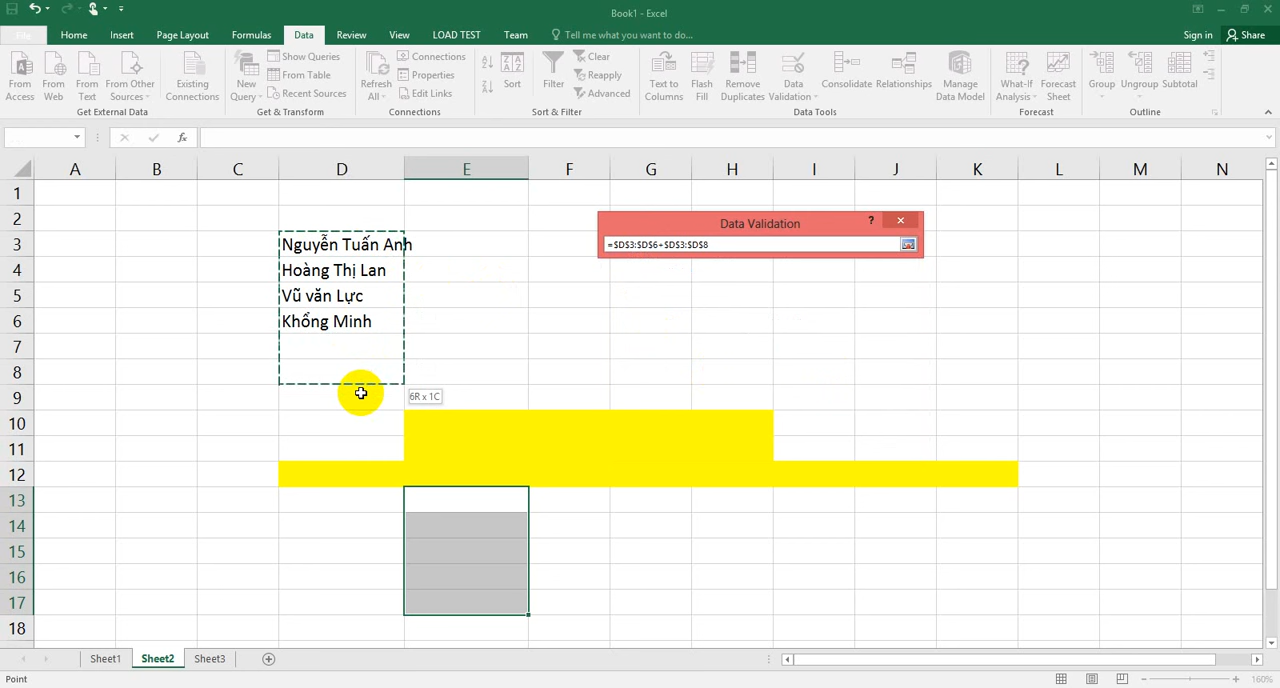 Book1 - Excel
File Home Insert Page Layout Formulas Data Review View LOAD TEST Team Tell me what you want to do... Sign in Share
From Access
From Web
From Text
From Other Sources
Existing Connections
Get External Data
New Query
Show Queries
From Table
Recent Sources
Get & Transform
Refresh All
Connections
Properties
Edit Links
Connections
Sort
Filter
Clear
Reapply
Advanced
Sort & Filter
Text to Columns
Flash Fill
Remove Duplicates
Data Validation
Consolidate
Relationships
Manage Data Model
Data Tools
What-If Analysis
Forecast Sheet
Forecast
Group
Ungroup
Subtotal
Outline
fx
A B C D E F G H I J K L M N
1
2
Data Validation ?
3 Nguyễn Tuấn Anh =$D$3:$D$6+$D$3:$D$8
4 Hoàng Thị Lan
5 Vũ văn Lực
6 Khổng Minh
7
8
9 6R x 1C
10
11
12
13
14
15
16
17
18
Sheet1 Sheet2 Sheet3
Point 160%